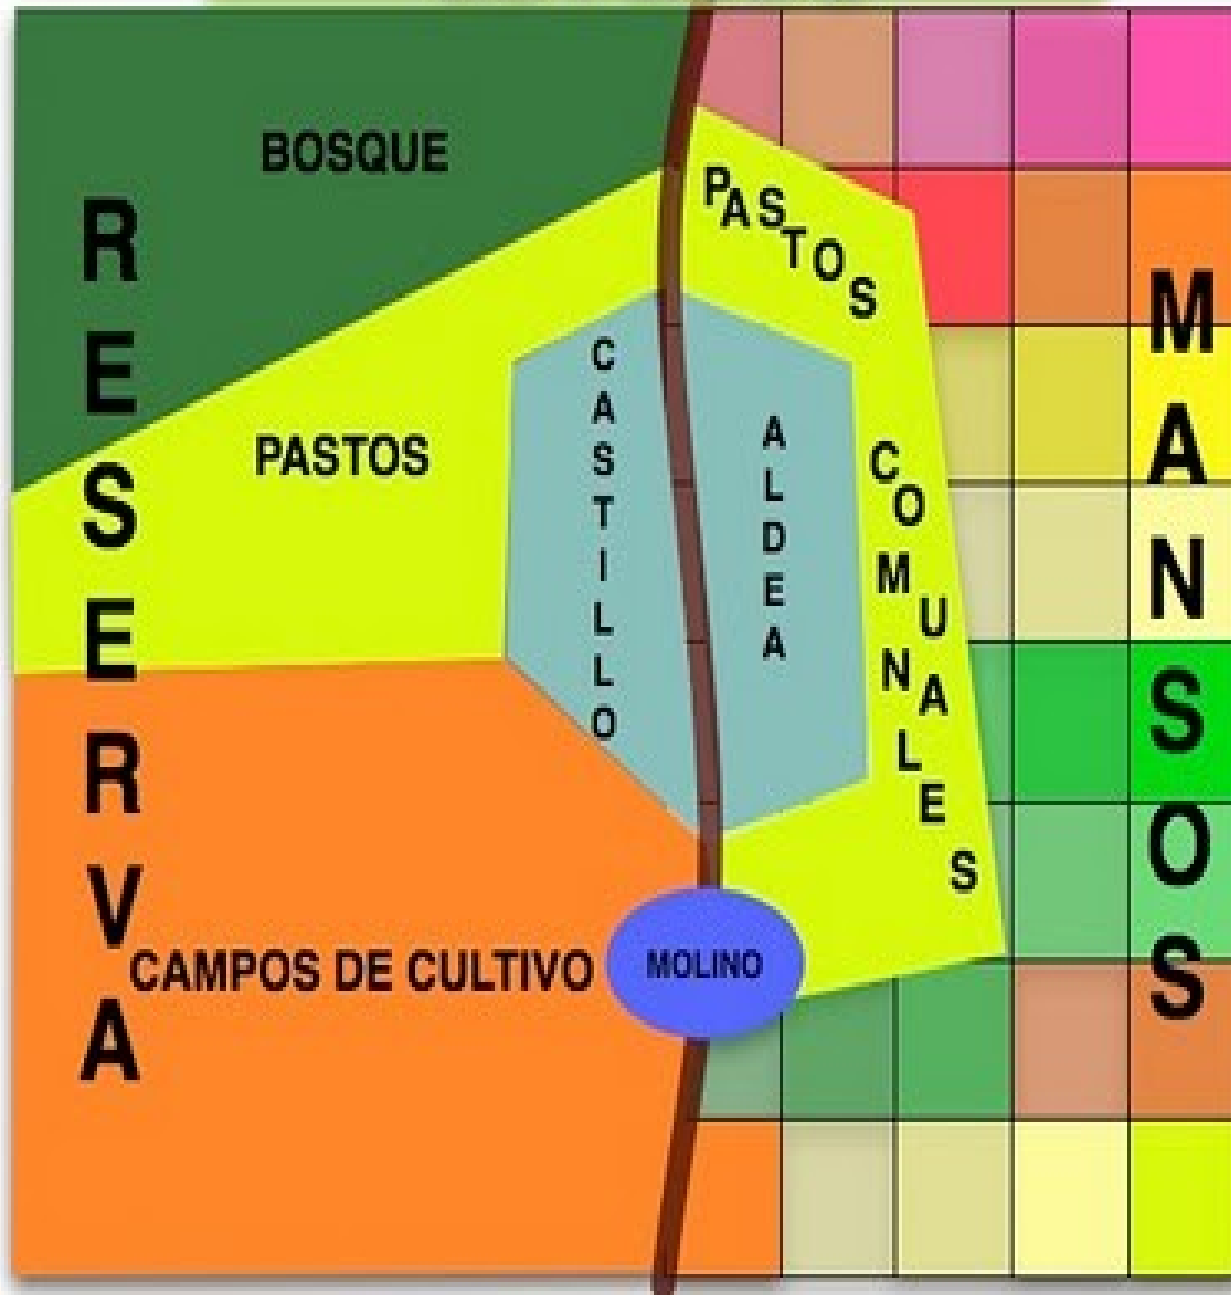 BOSQUE
RESERVA
PASTOS
CASTILLO
ALDEA
PASTOS
COMUNALES
MANSOS
CAMPOS DE CULTIVO
MOLINO